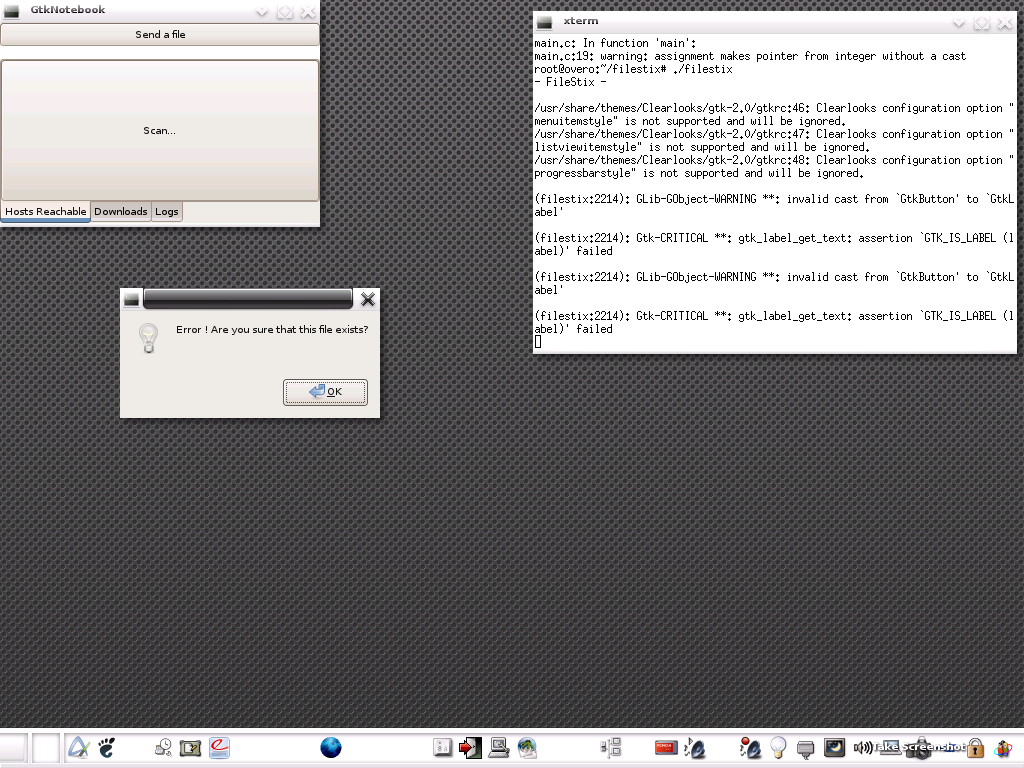 GtkNotebook
Send a file
Scan...
Hosts Reachable Downloads Logs
Error ! Are you sure that this file exists?
OK
xterm
main.c: In function 'main':
main.c:19: warning: assignment makes pointer from integer without a cast
root@overo:~/filestix# ./filestix
- FileStix -
/usr/share/themes/Clearlooks/gtk-2.0/gtkrc:46: Clearlooks configuration option "
menuitemstyle" is not supported and will be ignored.
/usr/share/themes/Clearlooks/gtk-2.0/gtkrc:47: Clearlooks configuration option "
listviewitemstyle" is not supported and will be ignored.
/usr/share/themes/Clearlooks/gtk-2.0/gtkrc:48: Clearlooks configuration option "
progressbarstyle" is not supported and will be ignored.
(filestix:2214): GLib-GObject-WARNING **: invalid cast from `GtkButton' to `GtkL
abel'
(filestix:2214): Gtk-CRITICAL **: gtk_label_get_text: assertion `GTK_IS_LABEL (l
abel)' failed
(filestix:2214): GLib-GObject-WARNING **: invalid cast from `GtkButton' to `GtkL
abel'
(filestix:2214): Gtk-CRITICAL **: gtk_label_get_text: assertion `GTK_IS_LABEL (l
abel)' failed
Take Screenshot